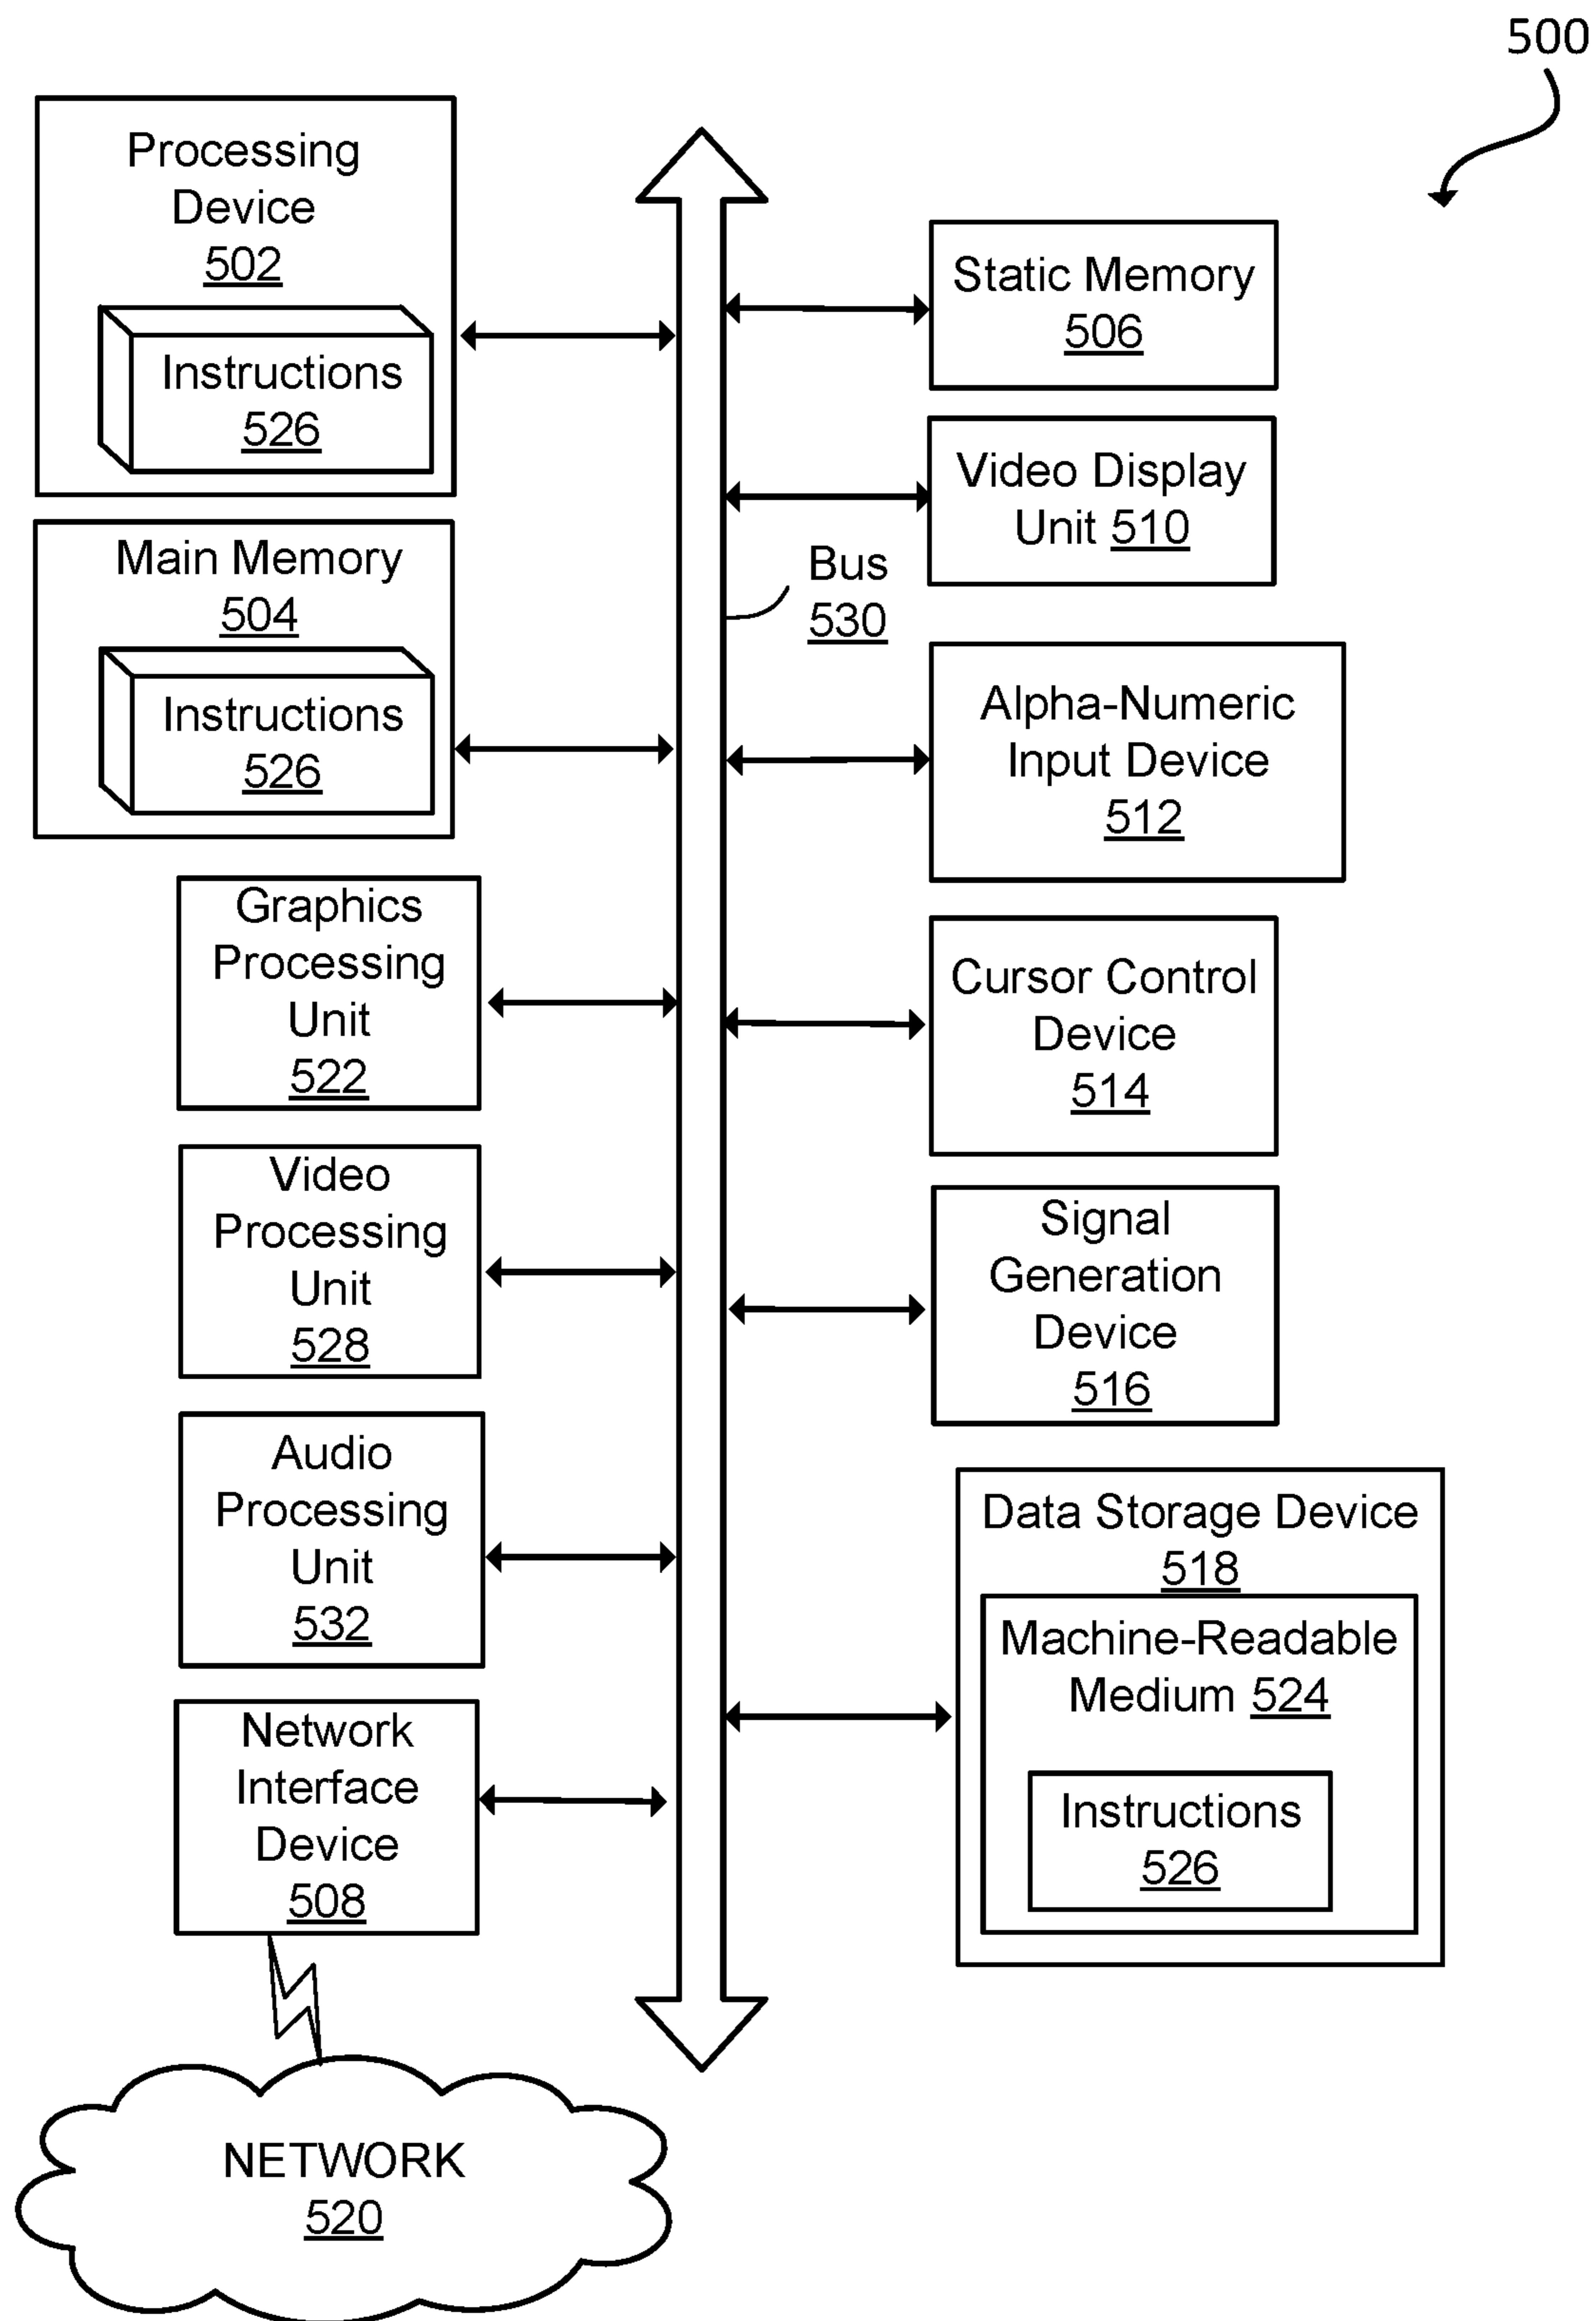 500
Processing
Device
502
Instructions
526
Main Memory
504
Instructions
526
Graphics
Processing
Unit
522
Video
Processing
Unit
528
Audio
Processing
Unit
532
Network
Interface
Device
508
NETWORK
520
Bus
530
Static Memory
506
Video Display
Unit 510
Alpha-Numeric
Input Device
512
Cursor Control
Device
514
Signal
Generation
Device
516
Data Storage Device
518
Machine-Readable
Medium 524
Instructions
526